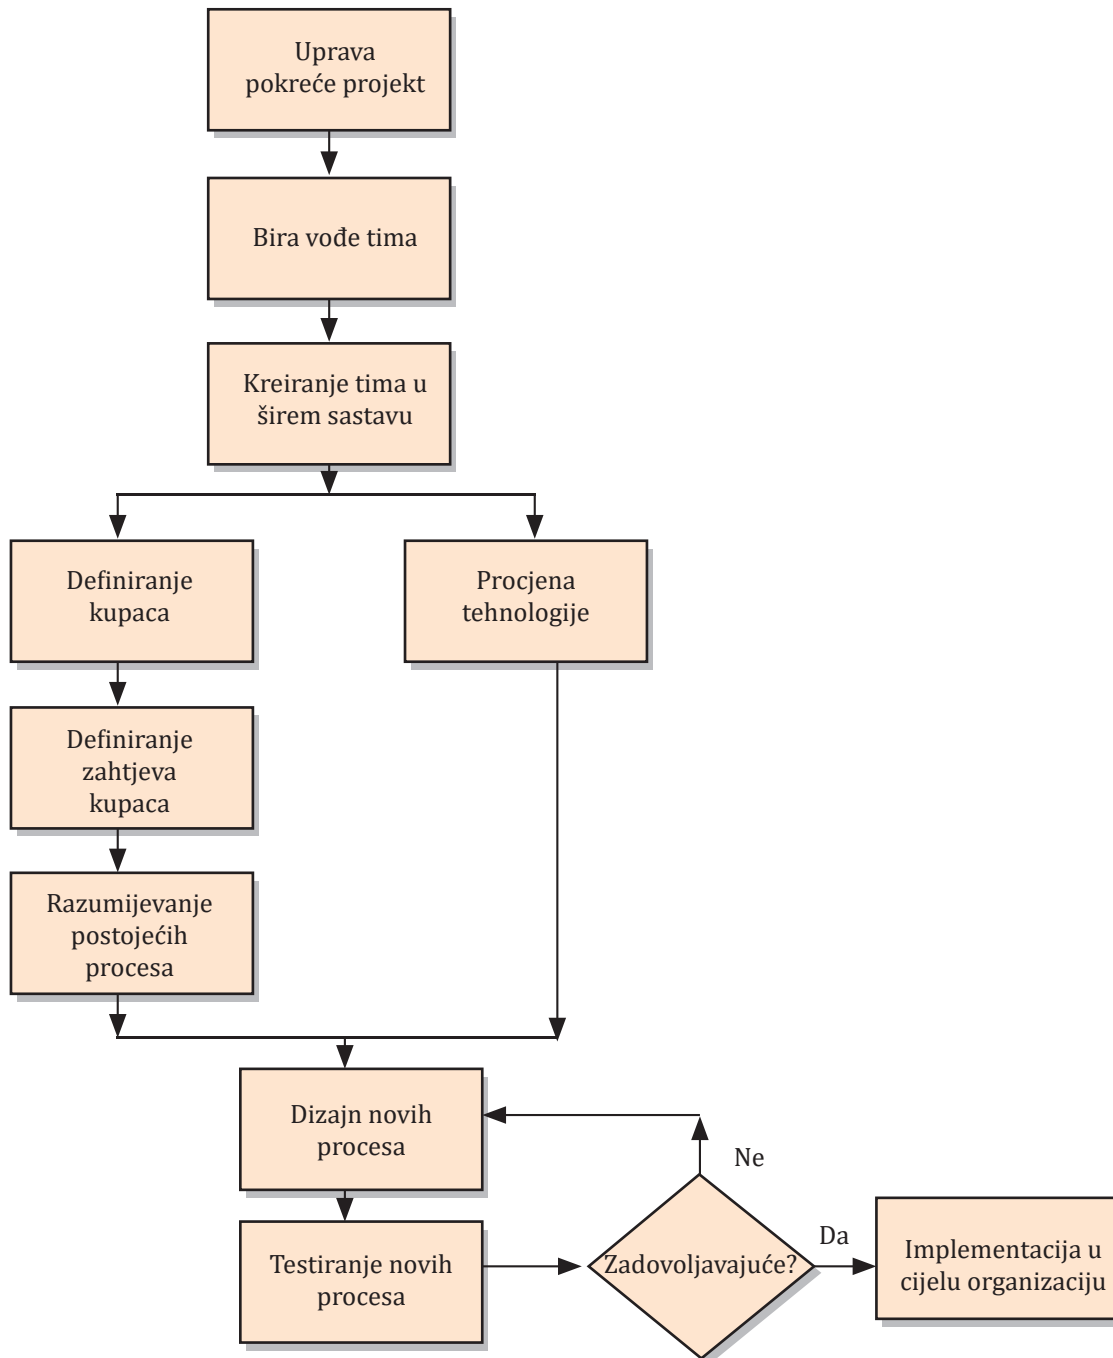 Uprava
pokreće projekt
Bira vođe tima
Kreiranje tima u
širem sastavu
Definiranje
kupaca
Procjena
tehnologije
Definiranje
zahtjeva
kupaca
Razumijevanje
postojećih
procesa
Dizajn novih
procesa
Ne
Testiranje novih
procesa
Zadovoljavajuće?
Da
Implementacija u
cijelu organizaciju